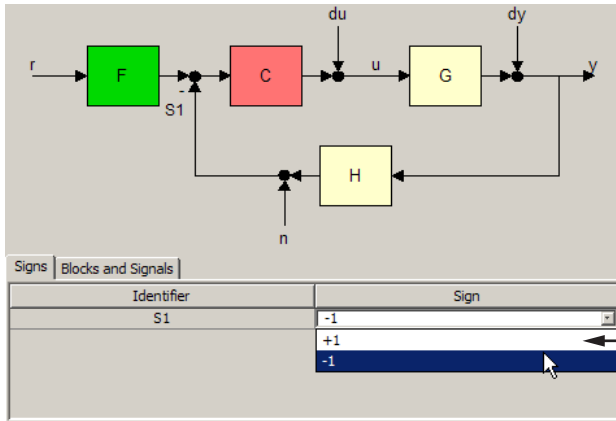 du
dy
r
F
C
u
G
y
-
S1
H
n
Signs Blocks and Signals
Identifier Sign
S1 -1
+1
-1